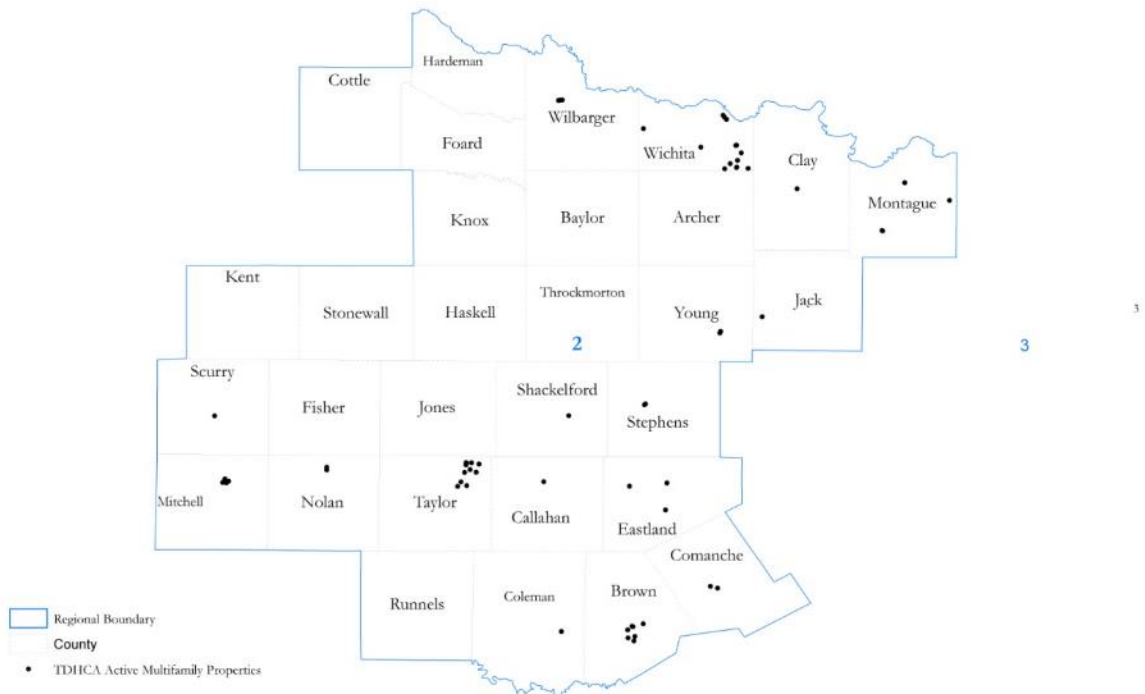 Hardeman
Cottle
Wilbarger
Foard
Wichita
Clay
Montague
Knox
Baylor
Archer
Kent
Throckmorton
Jack
Stonewall
Haskell
Young
3
2
3
Scurry
Shackelford
Fisher
Jones
Stephens
Mitchell
Nolan
Taylor
Callahan
Eastland
Comanche
Runnels
Coleman
Brown
Regional Boundary
County
TDHCA Active Multifamily Properties